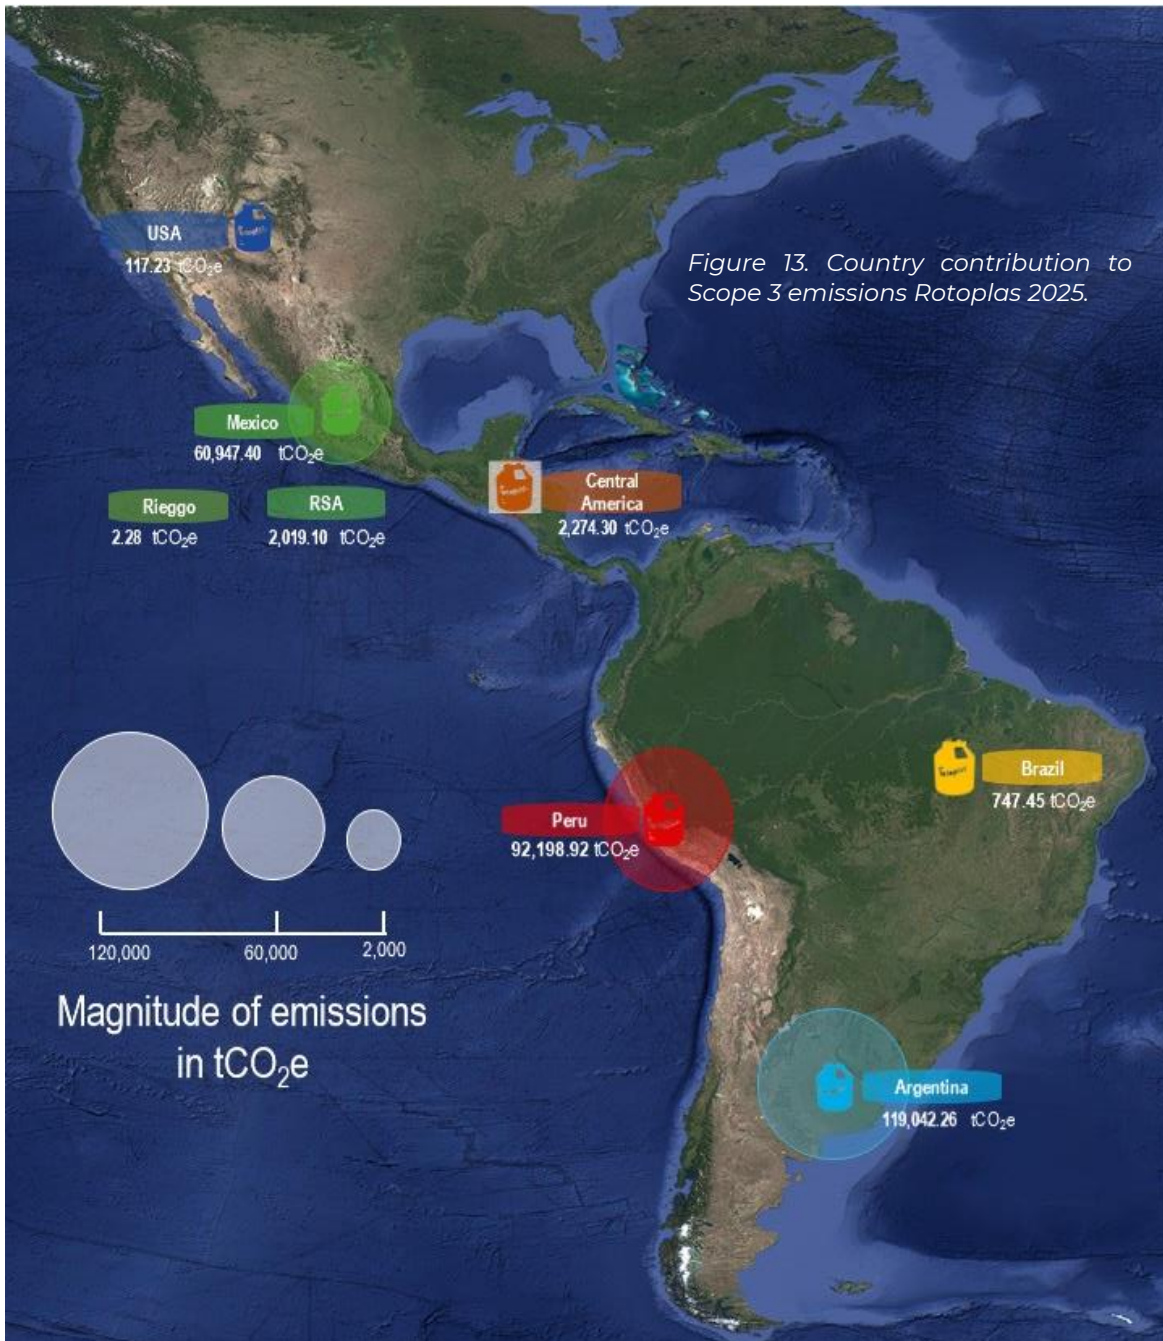 USA
117.23 tCO₂e
Figure 13. Country contribution to
Scope 3 emissions Rotoplas 2025.
Mexico
60,947.40 tCO₂e
Rieggo
2.28 tCO₂e
RSA
2,019.10 tCO₂e
Central
America
2,274.30 tCO₂e
Brazil
747.45 tCO₂e
Peru
92,198.92 tCO₂e
120,000
60,000
2,000
Magnitude of emissions
in tCO₂e
Argentina
119,042.26 tCO₂e